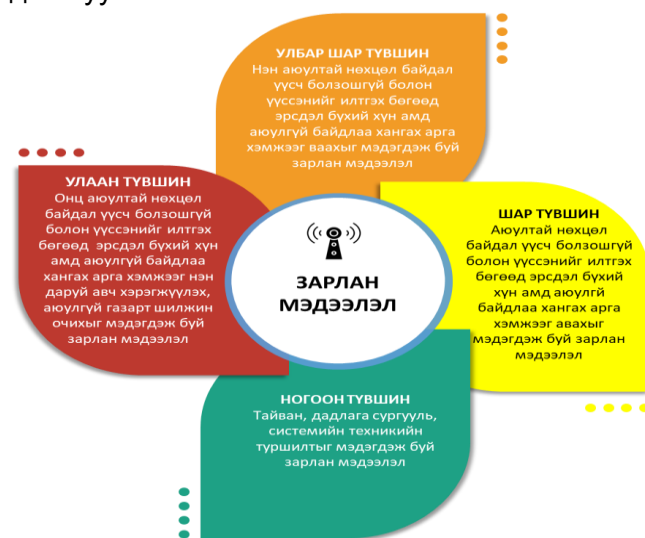 УЛБАР ШАР ТҮВШИН
Нэн аюултай нөхцөл байдал
үүсч болзошгүй болон
үүссэнийг илтгэх бөгөөд
эрсдэл бүхий хүн амд
аюулгүй байдлаа хангах арга
хэмжээг ваахыг мэдэгдэж буй
зарлан мэдээлэл
УЛААН ТҮВШИН
Онц аюултай нөхцөл
байдал үүсч болзошгүй
болон үүссэнийг илтгэх
бөгөөд эрсдэл бүхий хүн
амд аюулгүй байдлаа
хангах арга хэмжээг нэн
даруй авч хэрэгжүүлэх,
аюулгүй газарт шилжин
очихыг мэдэгдэж буй
зарлан мэдээлэл
ЗАРЛАН
МЭДЭЭЛЭЛ
ШАР ТҮВШИН
Аюултай нөхцөл
байдал үүсч болзошгүй
болон үүссэнийг илтгэх
бөгөөд эрсдэл бүхий
хүн амд аюулгй
байдлаа хангах арга
хэмжээг авахыг
мэдэгдэж буй зарлан
мэдээлэл
НОГООН ТҮВШИН
Тайван, дадлага сургууль,
системийн техникийн
туршилтыг мэдэгдэж буй
зарлан мэдээлэл